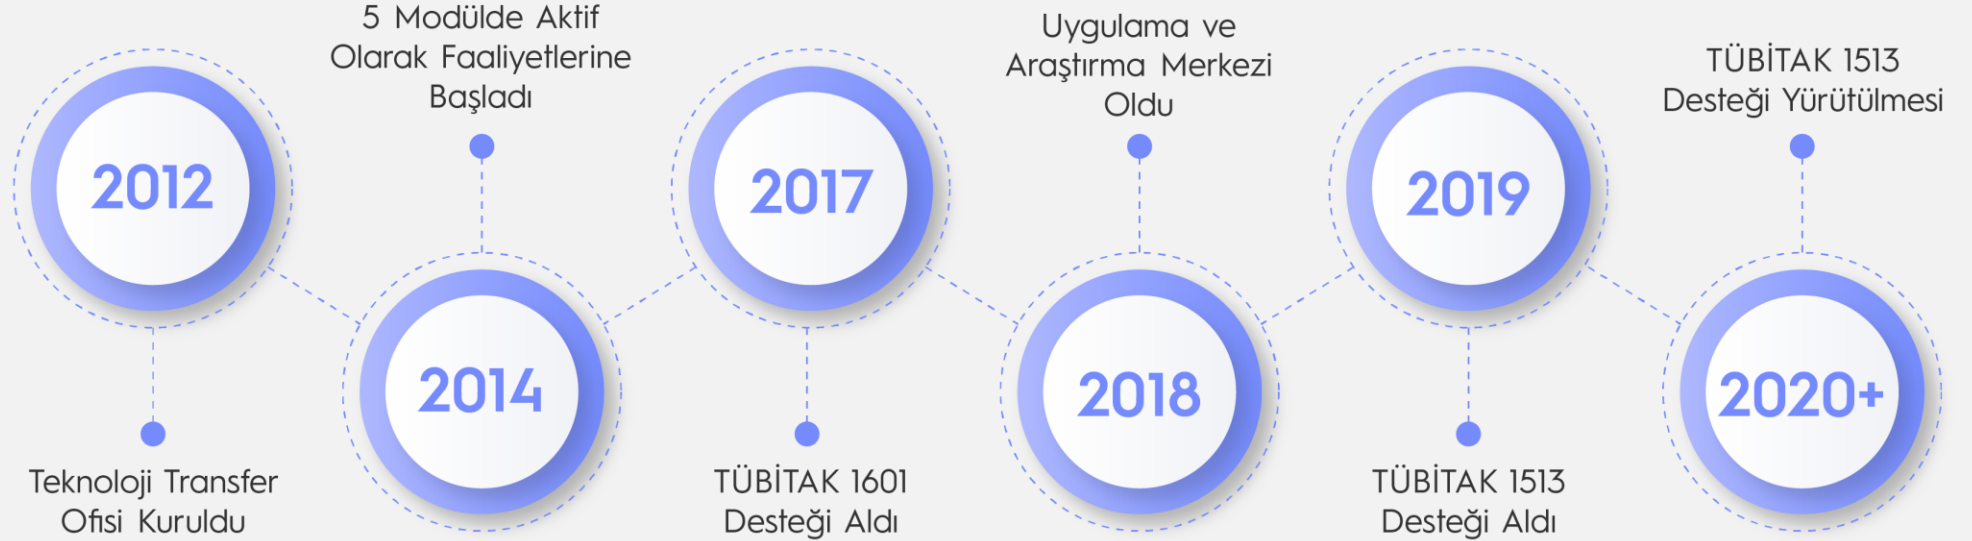 2012
Teknoloji Transfer
Ofisi Kuruldu
5 Modülde Aktif
Olarak Faaliyetlerine
Başladı
2014
2017
TÜBİTAK 1601
Desteği Aldı
Uygulama ve
Araştırma Merkezi
Oldu
2018
2019
TÜBİTAK 1513
Desteği Aldı
TÜBİTAK 1513
Desteği Yürütülmesi
2020+